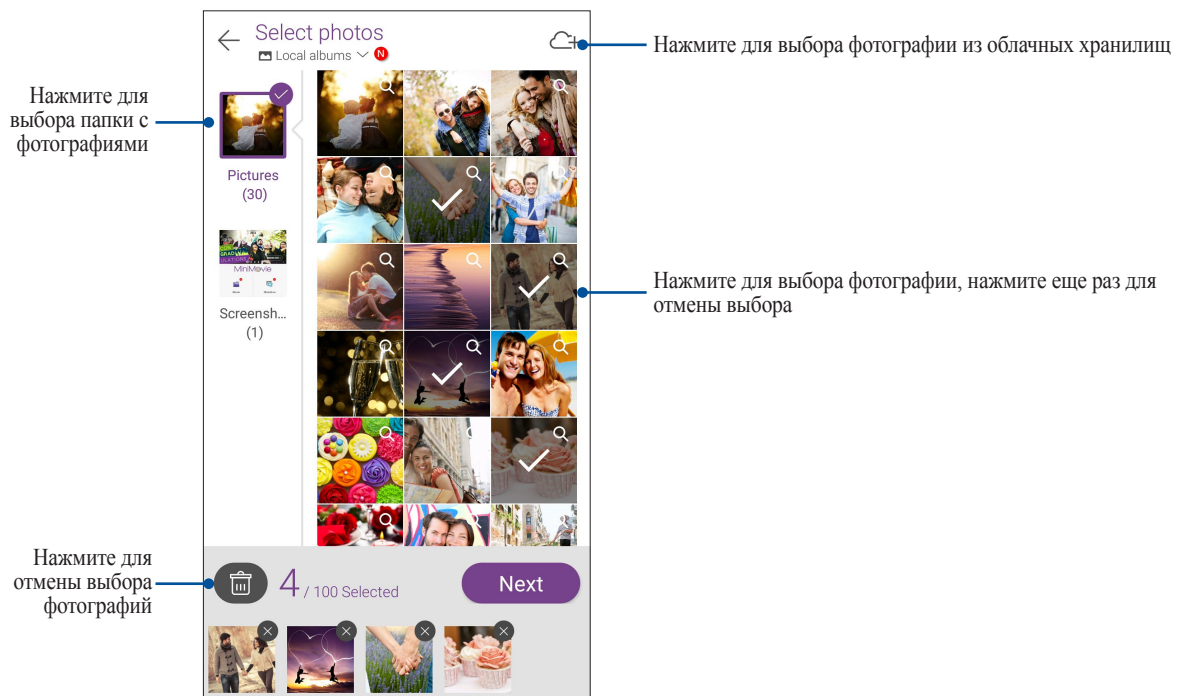 Select photos
Local albums
N
Нажмите для выбора фотографии из облачных хранилищ
Нажмите для
выбора папки с
фотографиями
Pictures
(30)
MiniMovie
Screensh...
(1)
Нажмите для выбора фотографии, нажмите еще раз для
отмены выбора
Нажмите для
отмены выбора
фотографий
4 / 100 Selected
Next